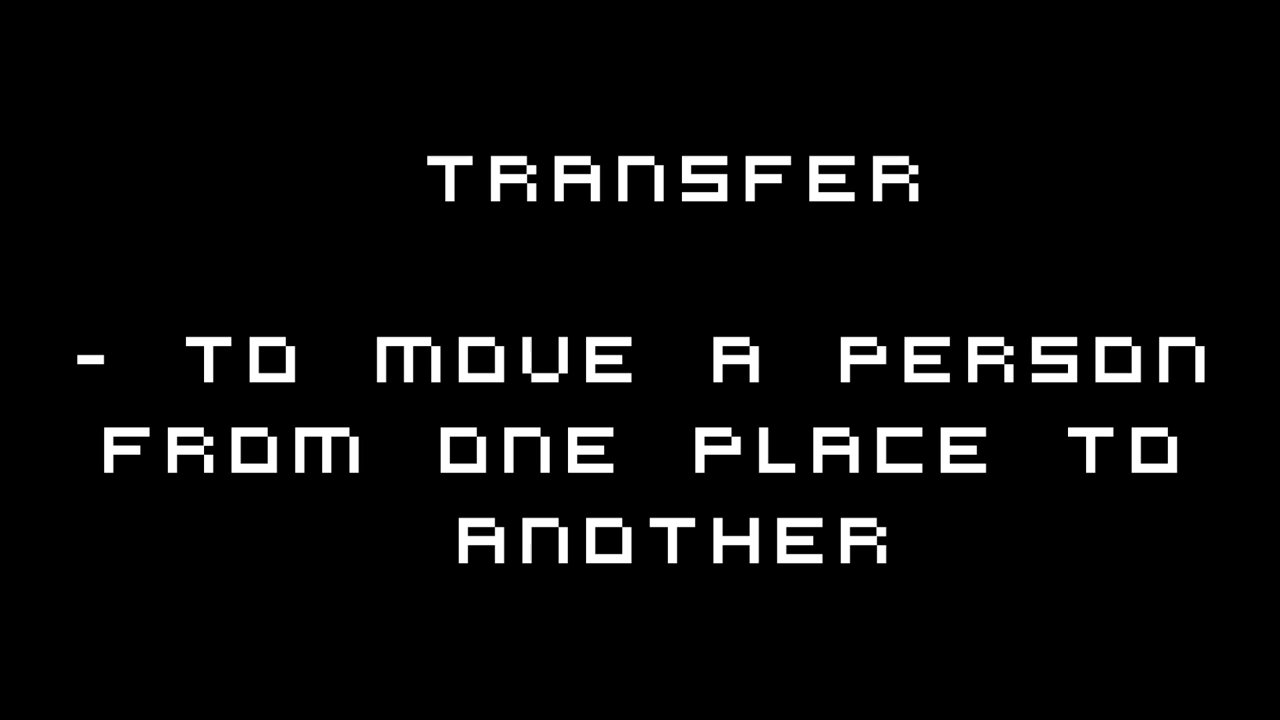 TRANSFER
- TO MOVE A PERSON
FROM ONE PLACE TO
ANOTHER